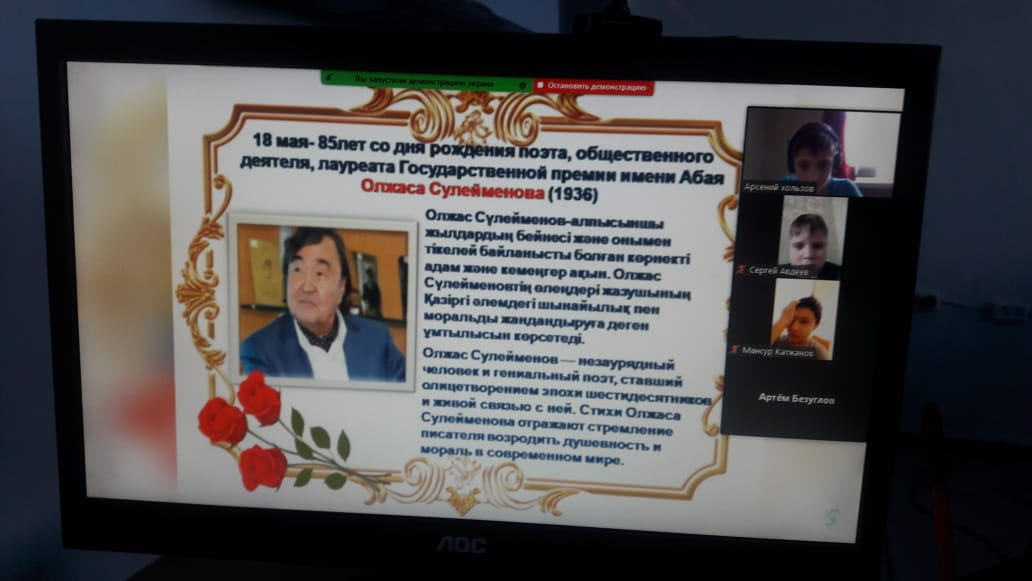 Вы запустили демонстрацию экрана
Остановить демонстрацию
18 мая- 85лет со дня рождения поэта, общественного
деятеля, лауреата Государственной премии имени Абая
Олжаса Сулейменова (1936)
Олжас Сүлейменов-алпысыншы
жылдардың бейнесі және онымен
тікелей байланысты болған көрнекті
адам және кемеңгер ақын. Олжас
Сүлейменовтің өлеңдері жазушының
Қазіргі әлемдегі шынайылық пен
моральды жандандыруға деген
ұмтылысын көрсетеді.
Олжас Сулейменов — незаурядный
человек и гениальный поэт, ставший
олицетворением эпохи шестидесятников
и живой связью с ней. Стихи Олжаса
Сулейменова отражают стремление
писателя возродить душевность и
мораль в современном мире.
Арсений хользов
Сергей Авдеев
Мансур Катжанов
Артём Безуглов
5
AOC